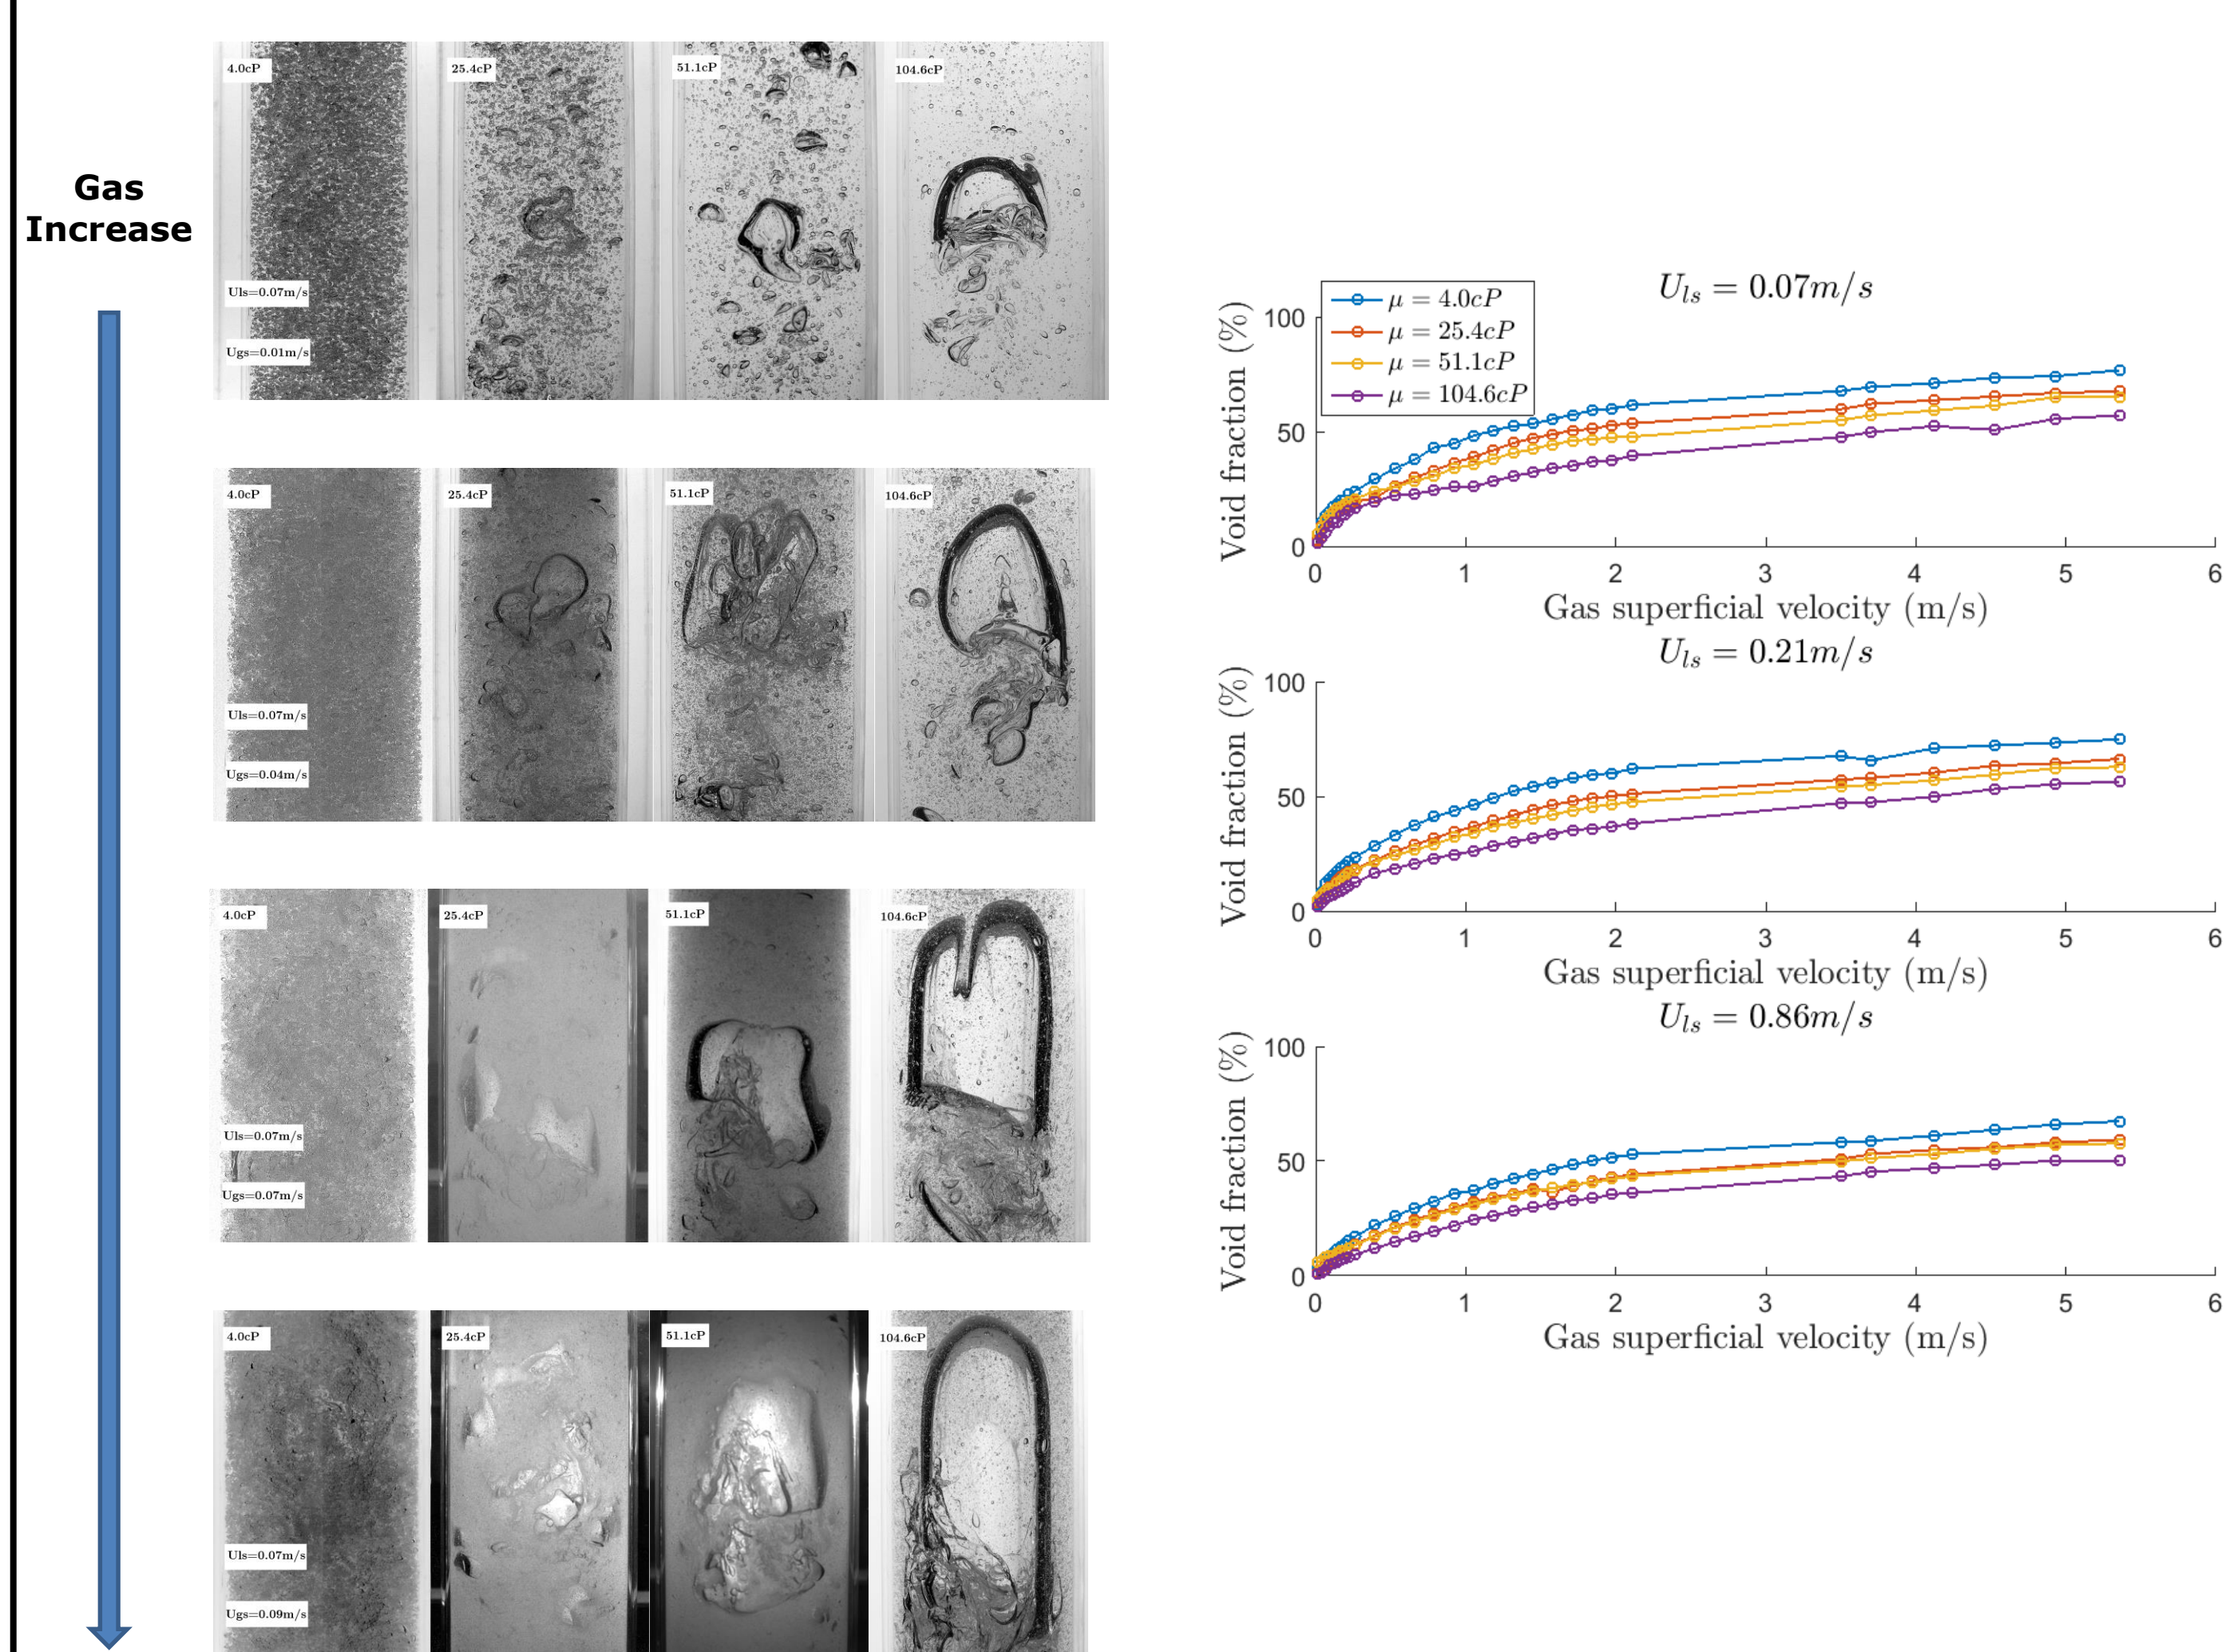 Gas
Increase
4.0cP
25.4cP
51.1cP
104.6cP
Uls=0.07m/s
Ugs=0.01m/s
4.0cP
25.4cP
51.1cP
104.6cP
Uls=0.07m/s
Ugs=0.04m/s
4.0cP
25.4cP
51.1cP
104.6cP
Uls=0.07m/s
Ugs=0.07m/s
4.0cP
25.4cP
51.1cP
104.6cP
Uls=0.07m/s
Ugs=0.09m/s
U_ls = 0.07m/s
μ = 4.0cP
μ = 25.4cP
μ = 51.1cP
μ = 104.6cP
Void fraction (%)
100
50
0
0 1 2 3 4 5 6
Gas superficial velocity (m/s)
U_ls = 0.21m/s
Void fraction (%)
100
50
0
0 1 2 3 4 5 6
Gas superficial velocity (m/s)
U_ls = 0.86m/s
Void fraction (%)
100
50
0
0 1 2 3 4 5 6
Gas superficial velocity (m/s)